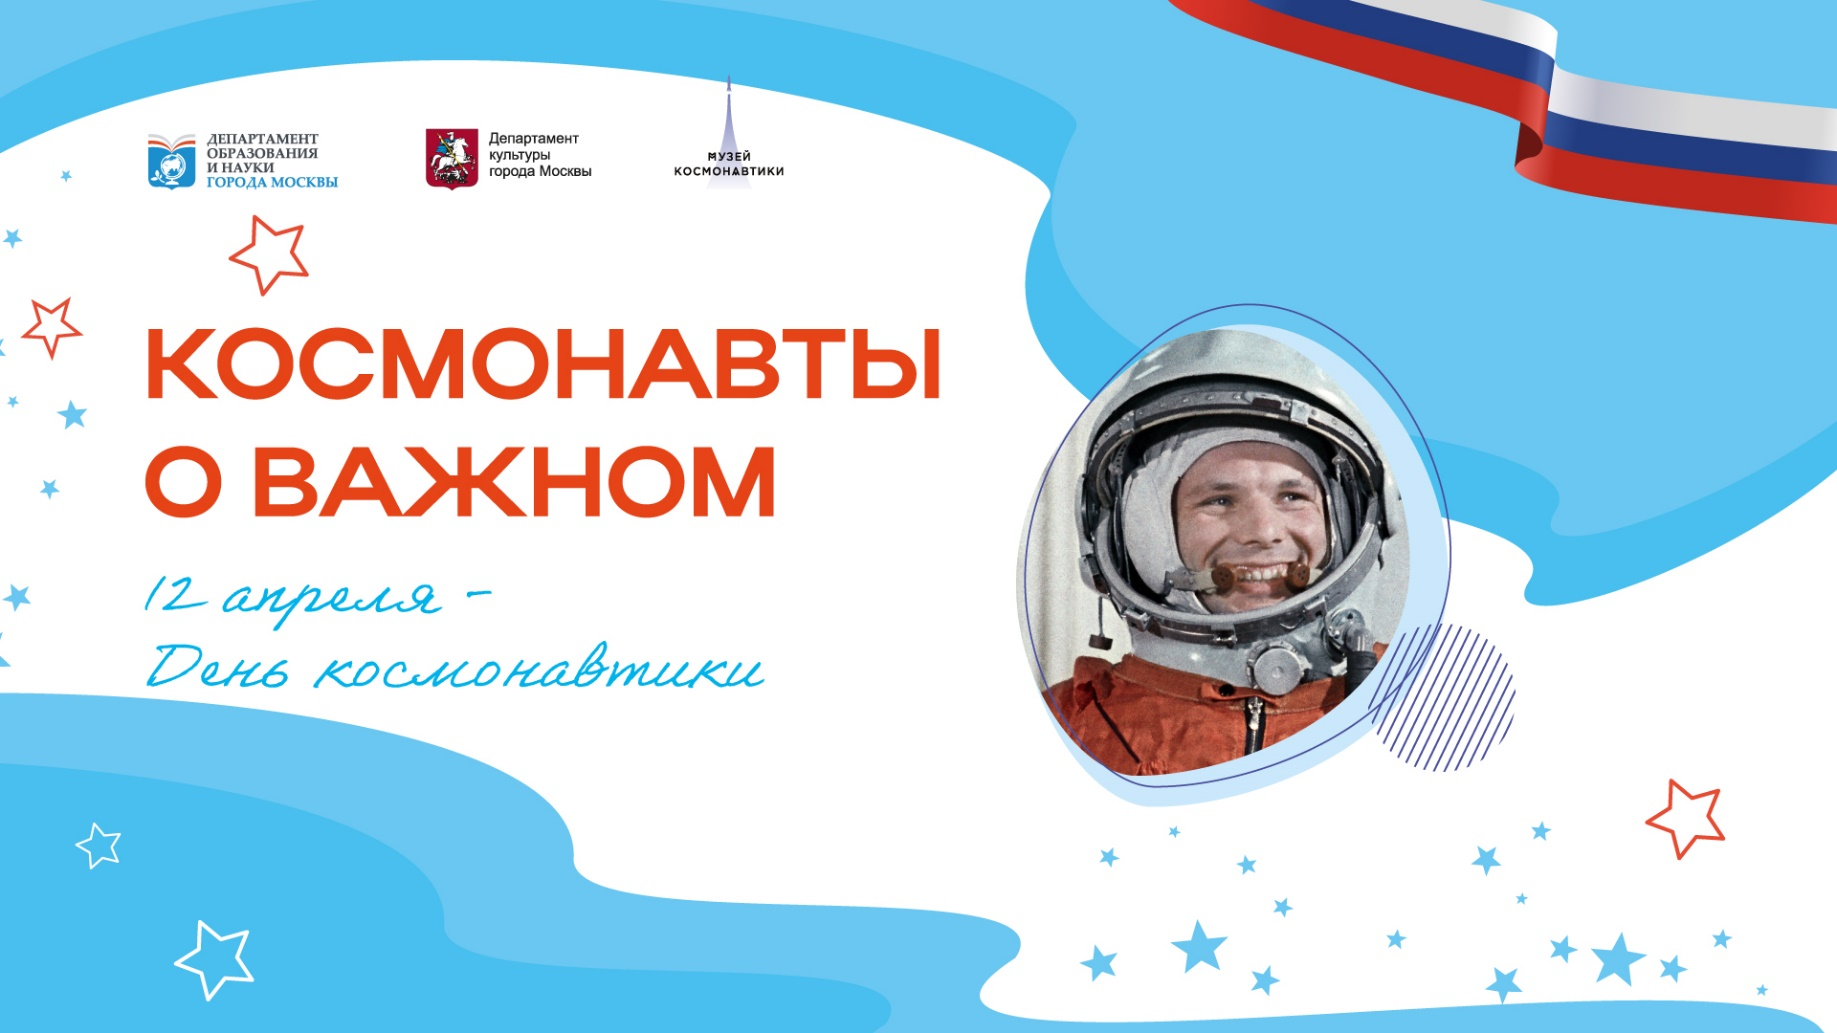 ДЕПАРТАМЕНТ
ОБРАЗОВАНИЯ
И НАУКИ
ГОРОДА МОСКВЫ
Департамент
культуры
города Москвы
МУЗЕЙ
КОСМОНАВТИКИ
КОСМОНАВТЫ
О ВАЖНОМ
12 апреля -
День космонавтики